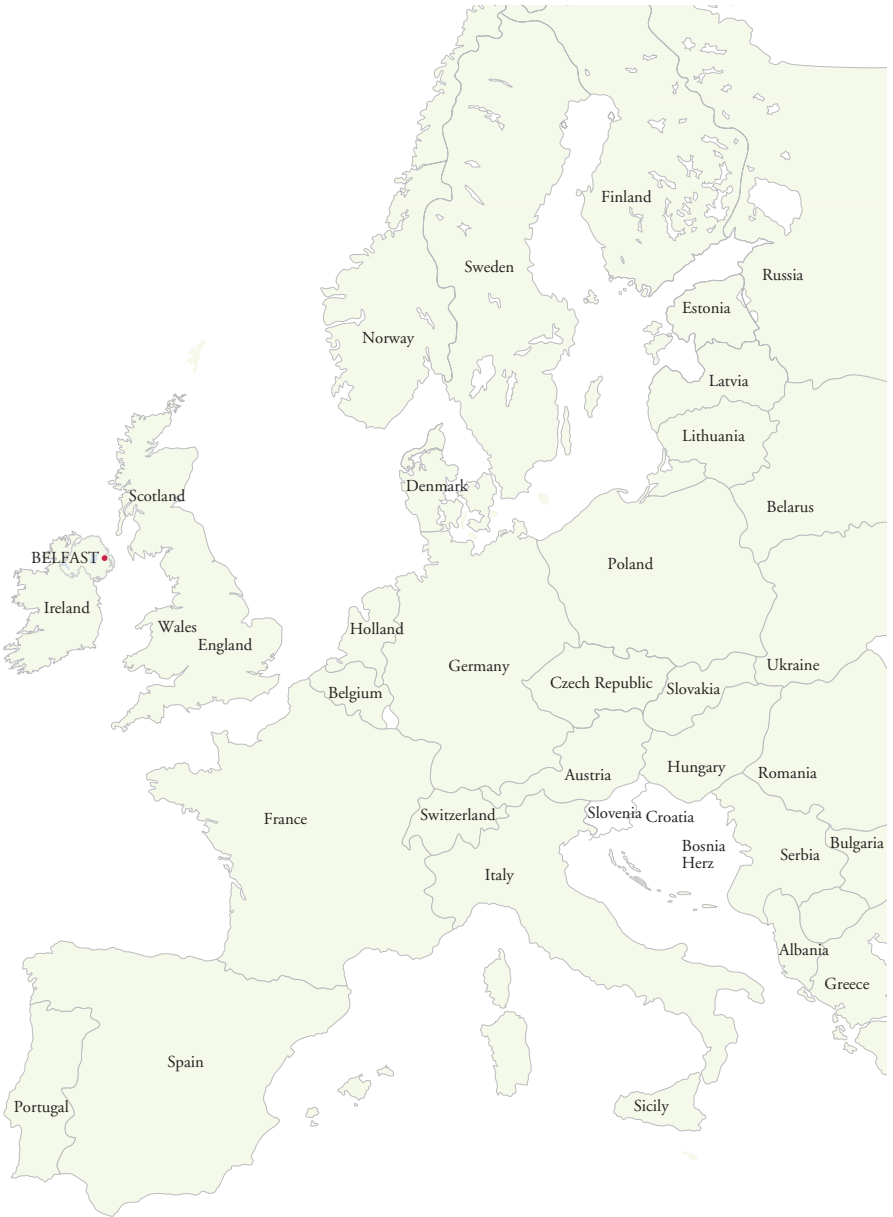 Finland
Sweden
Russia
Estonia
Norway
Latvia
Lithuania
Denmark
Scotland
Belarus
BELFAST
Poland
Ireland
Wales
Holland
England
Germany
Ukraine
Czech Republic
Slovakia
Belgium
Hungary
Romania
Austria
Switzerland
Slovenia
Croatia
France
Bosnia
Herz
Serbia
Bulgaria
Italy
Albania
Greece
Spain
Portugal
Sicily